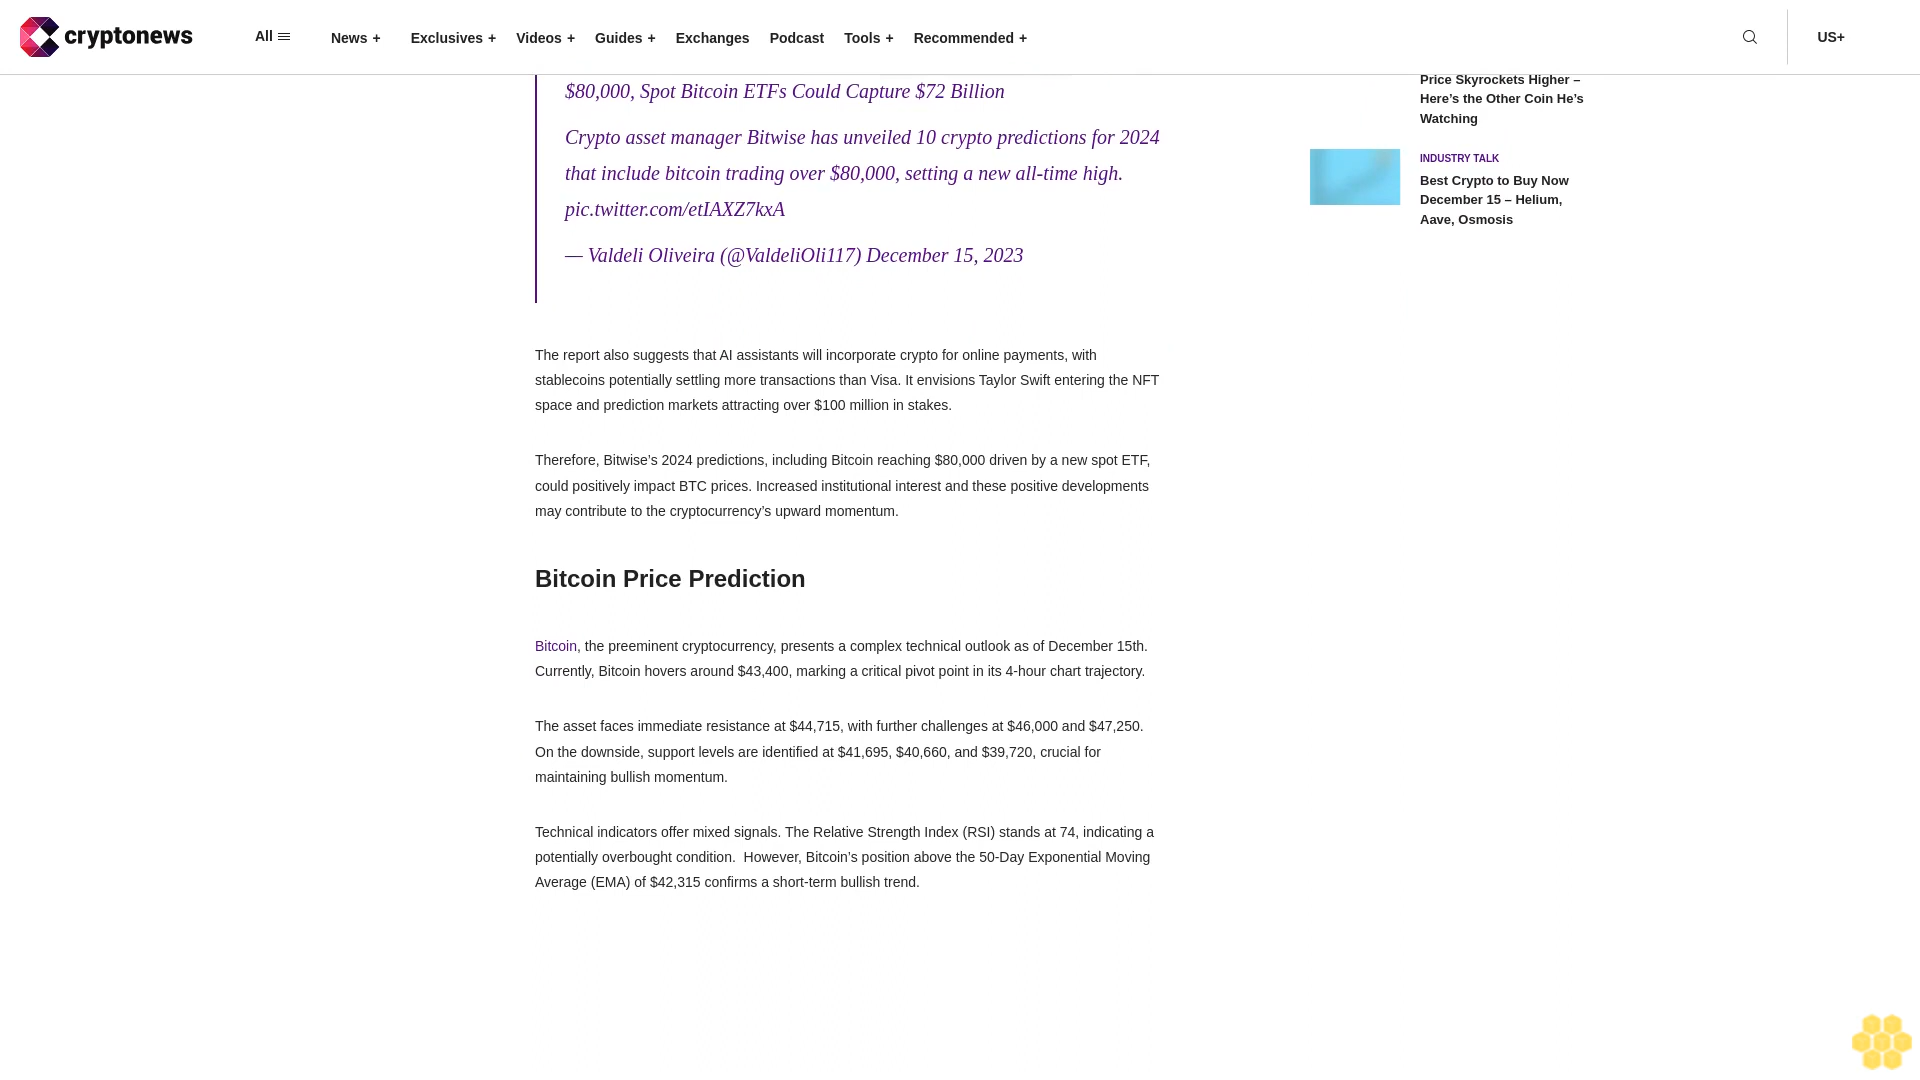 cryptonews
All
News +
Exclusives +
Videos +
Guides +
Exchanges
Podcast
Tools +
Recommended +
US+
$80,000, Spot Bitcoin ETFs Could Capture $72 Billion
Crypto asset manager Bitwise has unveiled 10 crypto predictions for 2024
that include bitcoin trading over $80,000, setting a new all-time high.
pic.twitter.com/etIAXZ7kxA
— Valdeli Oliveira (@ValdeliOli117) December 15, 2023
The report also suggests that AI assistants will incorporate crypto for online payments, with
stablecoins potentially settling more transactions than Visa. It envisions Taylor Swift entering the NFT
space and prediction markets attracting over $100 million in stakes.
Therefore, Bitwise’s 2024 predictions, including Bitcoin reaching $80,000 driven by a new spot ETF,
could positively impact BTC prices. Increased institutional interest and these positive developments
may contribute to the cryptocurrency’s upward momentum.
Bitcoin Price Prediction
Bitcoin, the preeminent cryptocurrency, presents a complex technical outlook as of December 15th.
Currently, Bitcoin hovers around $43,400, marking a critical pivot point in its 4-hour chart trajectory.
The asset faces immediate resistance at $44,715, with further challenges at $46,000 and $47,250.
On the downside, support levels are identified at $41,695, $40,660, and $39,720, crucial for
maintaining bullish momentum.
Technical indicators offer mixed signals. The Relative Strength Index (RSI) stands at 74, indicating a
potentially overbought condition.  However, Bitcoin’s position above the 50-Day Exponential Moving
Average (EMA) of $42,315 confirms a short-term bullish trend.
Price Skyrockets Higher –
Here’s the Other Coin He’s
Watching
INDUSTRY TALK
Best Crypto to Buy Now
December 15 – Helium,
Aave, Osmosis